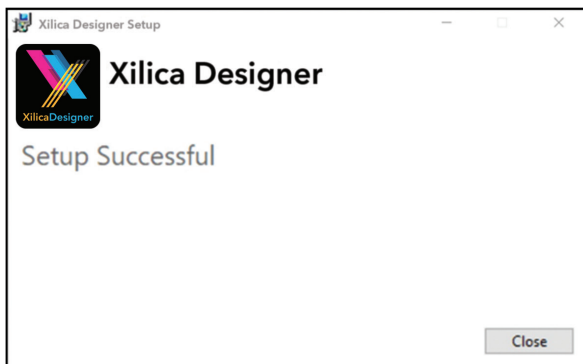 Xilica Designer Setup
Xilica Designer
XilicaDesigner
Setup Successful
Close